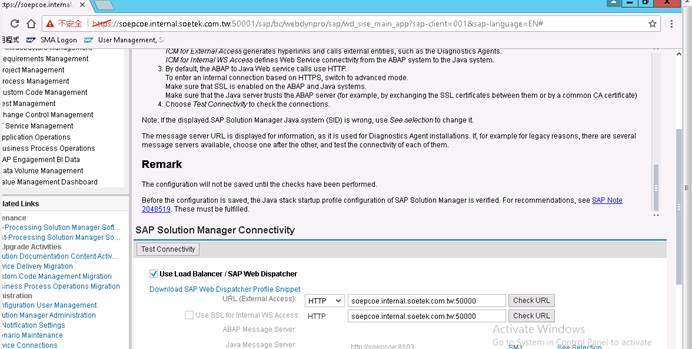 https://soepcoe.internal.s
不安全 | https://soepcoe.internal.soetek.com.tw:50001/sap/bc/webdynpro/sap/wd_sise_main_app?sap-client=001&sap-language=EN#
SMA Logon
User Management, S
equirements Management
roject Management
rocess Management
ustom Code Management
est Management
hange Control Management
T Service Management
pplication Operations
usiness Process Operations
AP Engagement BI Data
ata Volume Management
alue Management Dashboard
lated Links
enance
-Processing Solution Manager Soft...
st-Processing Solution Manager So...
Upgrade Activities
ution Documentation Content Activ...
vice Delivery Migration
tom Code Management Migration
siness Process Operations Migration
nistration
nfiguration User Management
ution Manager Administration
Notification Settings
nario Maintenance
ICM for External Access generates hyperlinks and calls external entities, such as the Diagnostics Agents.
ICM for Internal WS Access defines Web Service connectivity from the ABAP system to the Java system.
3. By default, the ABAP to Java Web service calls use HTTP.
To enter an internal connection based on HTTPS, switch to advanced mode.
Make sure that SSL is enabled on the ABAP and Java systems.
Make sure that the Java server trusts the ABAP server (for example, by exchanging the SSL certificates between them or by a common CA certificate)
4. Choose Test Connectivity to check the connections.
Note: If the displayed SAP Solution Manager Java system (SID) is wrong, use See selection to change it.
The message server URL is displayed for information, as it is used for Diagnostics Agent installations. If, for example for legacy reasons, there are several
message servers available, choose one after the other, and test the connectivity of each of them.
Remark
The configuration will not be saved until the checks have been performed.
Before the configuration is saved, the Java stack startup profile configuration of SAP Solution Manager is verified. For recommendations, see SAP Note
2048519. These must be fulfilled.
SAP Solution Manager Connectivity
Test Connectivity
Use Load Balancer / SAP Web Dispatcher
Download SAP Web Dispatcher Profile Snippet
URL (External Access): HTTP soepcoe.internal.soetek.com.tw:50000 Check URL
Use SSL for Internal WS Access HTTP soepcoe.internal.soetek.com.tw:50000 Check URL
ABAP Message Server:
Java Message Server: http://soepcoe:8103 SMJ See Selection
Activate Windows
Go to System in Control Panel to activate